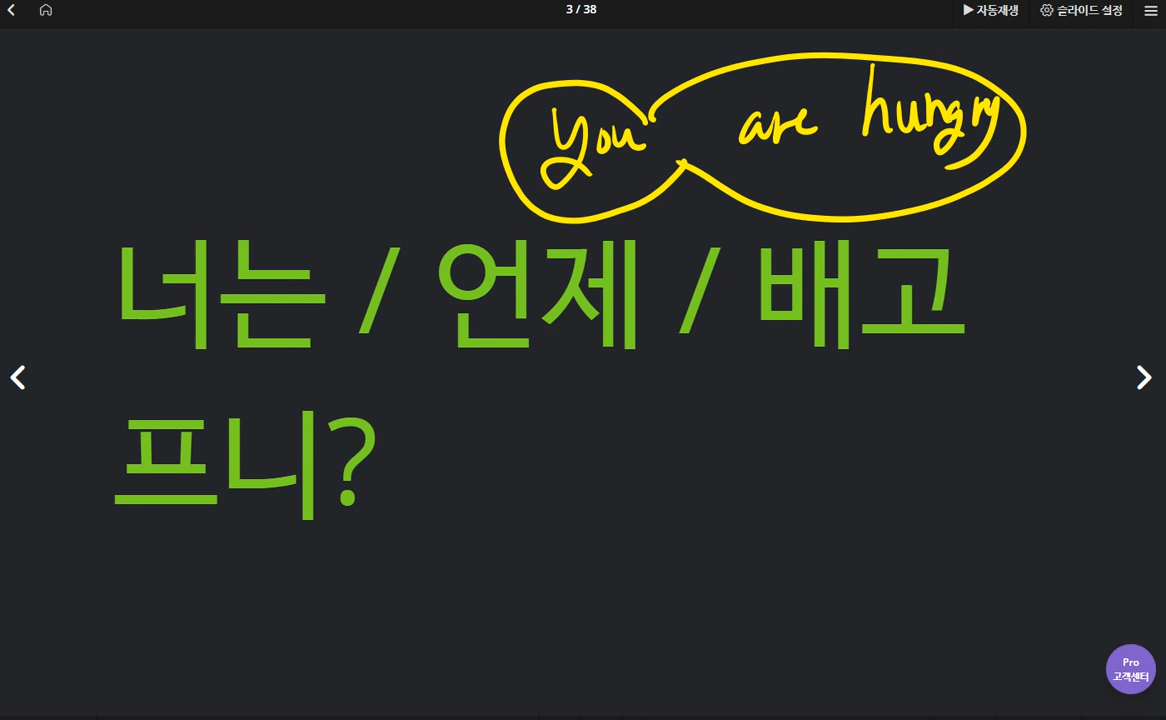 3 / 38
▶ 자동재생
슬라이드 설정
you are hungry
너는 / 언제 / 배고
프니?
Pro
고객센터